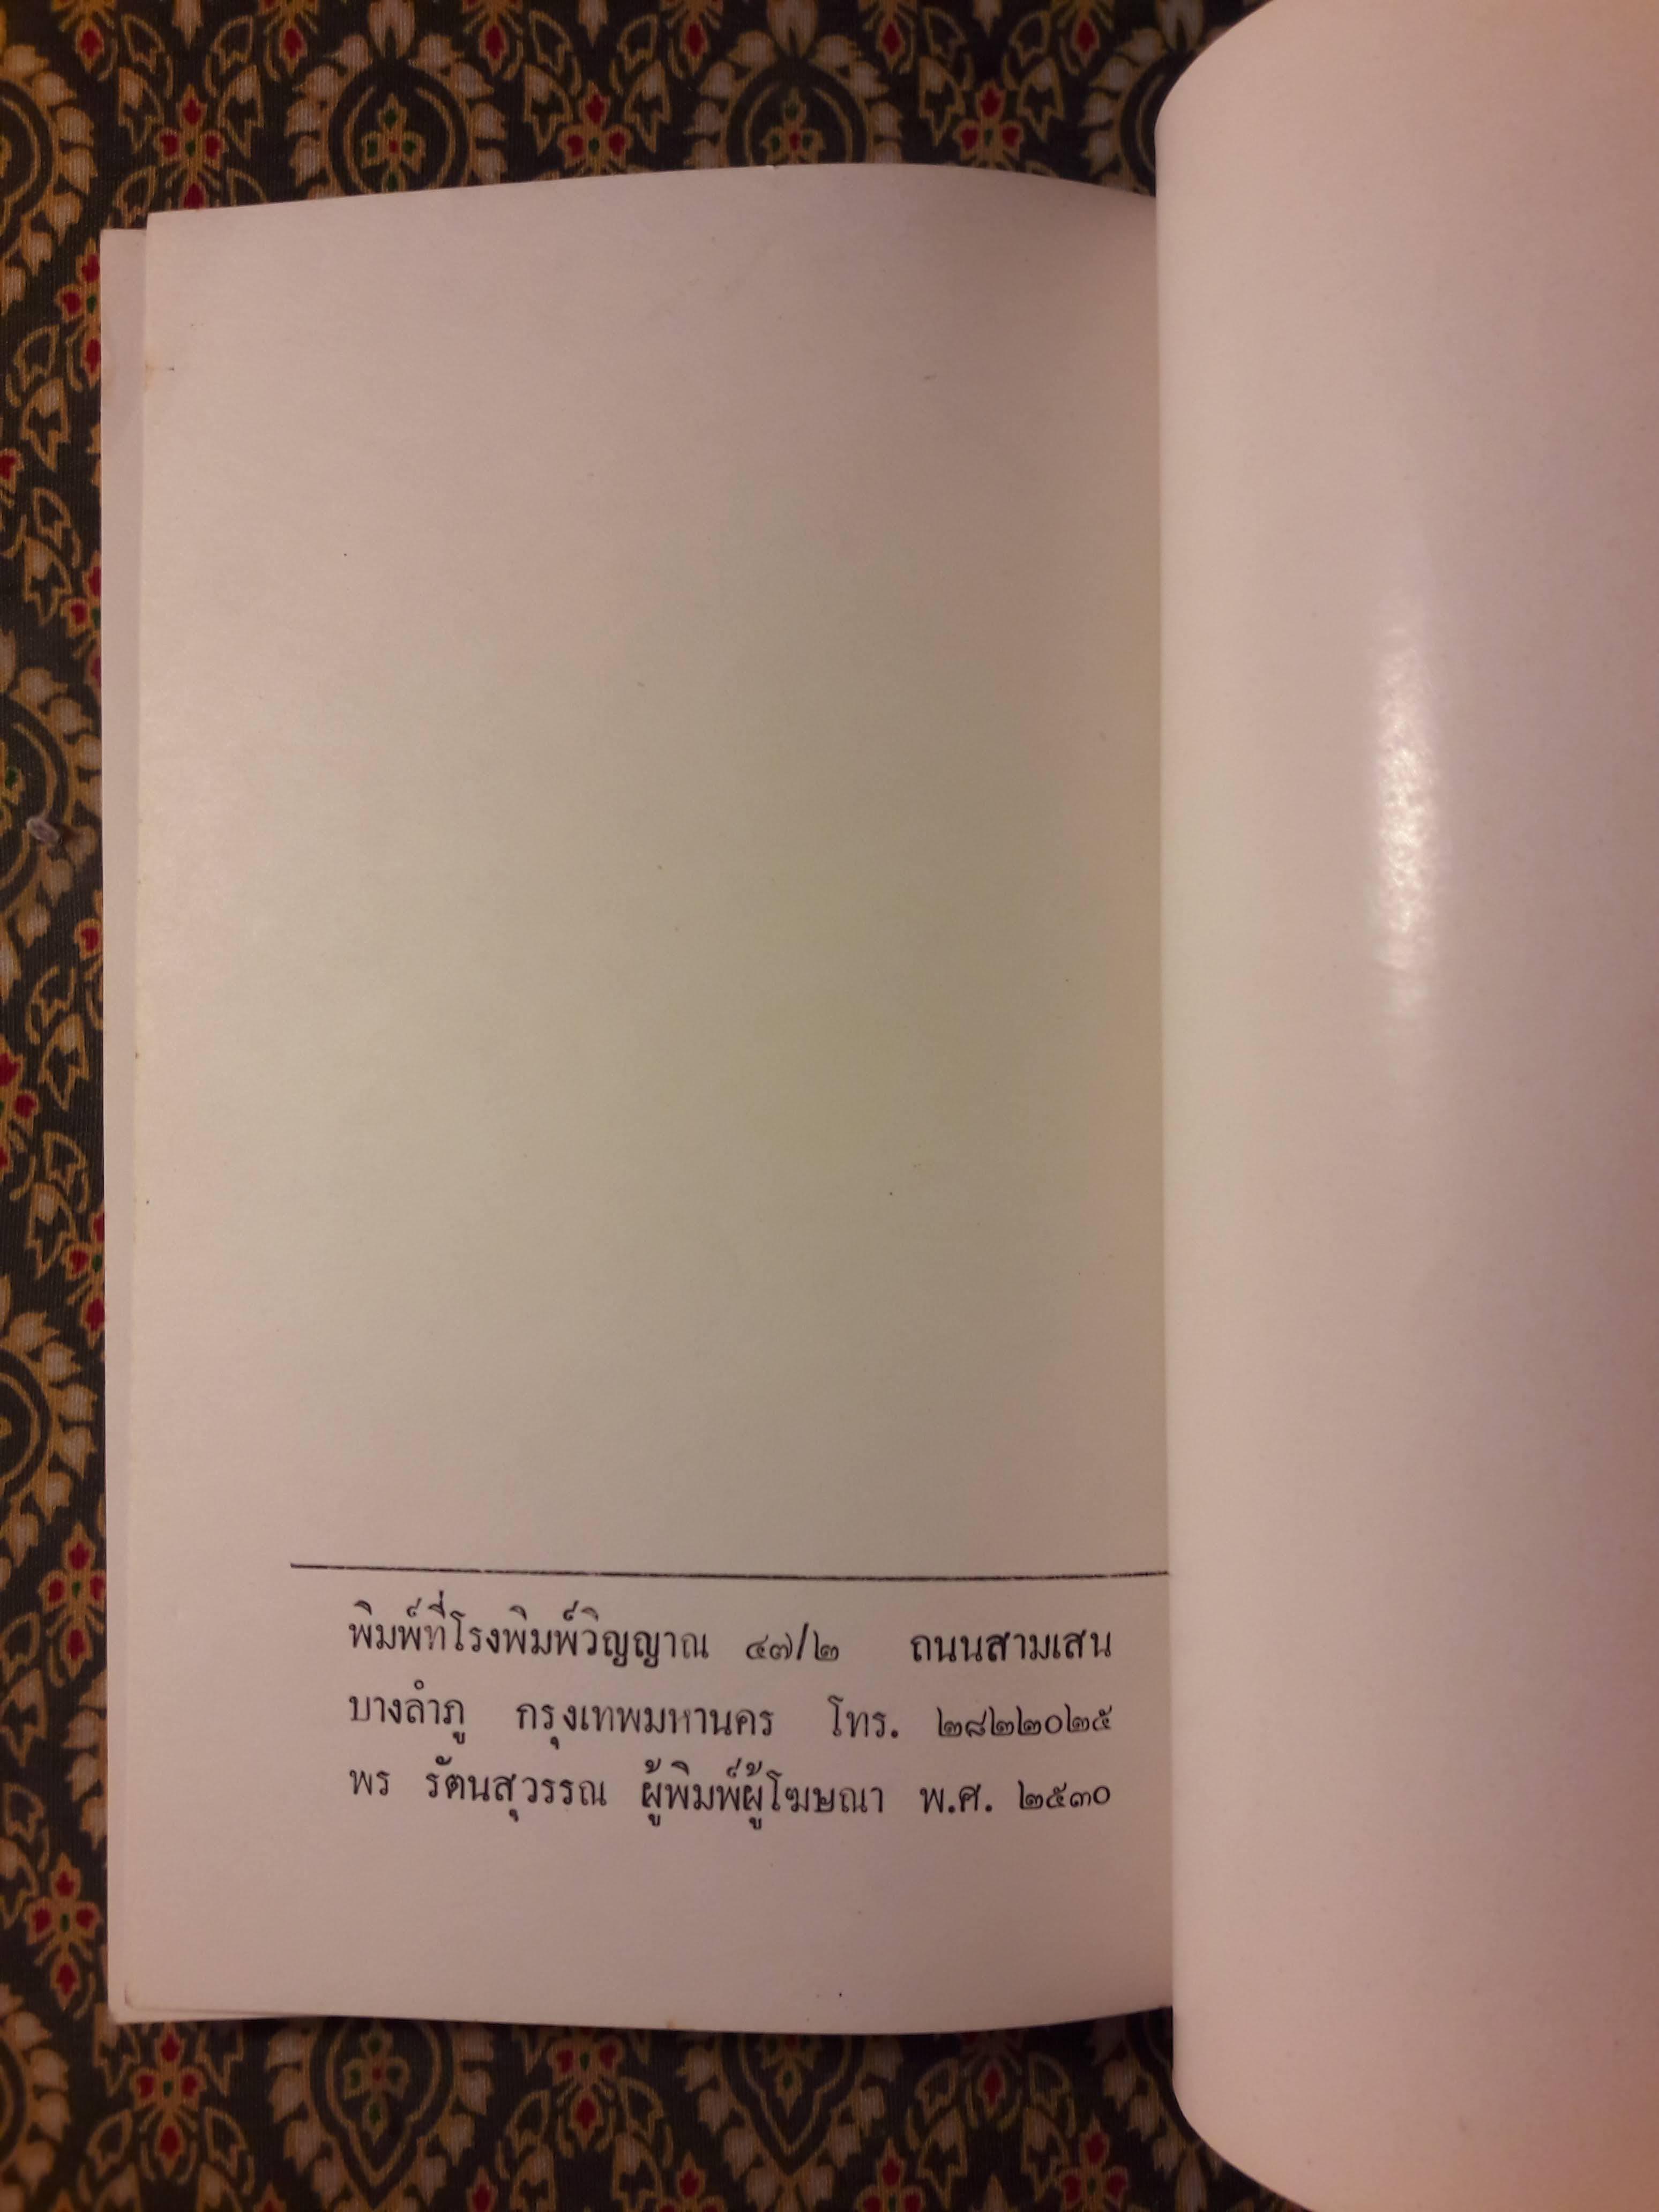 พิมพ์ที่โรงพิมพ์วิญญาณ ๔๗/๒ ถนนสามเสน
บางลำภู กรุงเทพมหานคร โทร. ๒๘๒๒๐๒๕
พร รัตนสุวรรณ ผู้พิมพ์ผู้โฆษณา พ.ศ. ๒๕๓๐